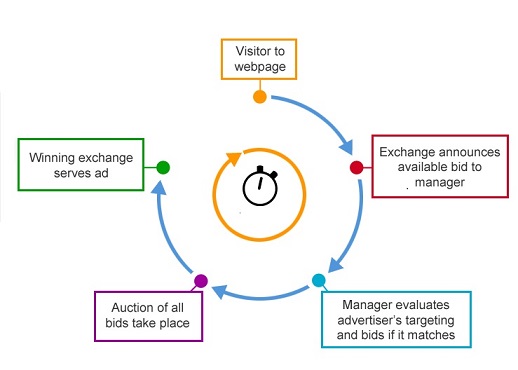 Visitor to
webpage
Exchange announces
available bid to
manager
Manager evaluates
advertiser's targeting
and bids if it matches
Auction of all
bids take place
Winning exchange
serves ad